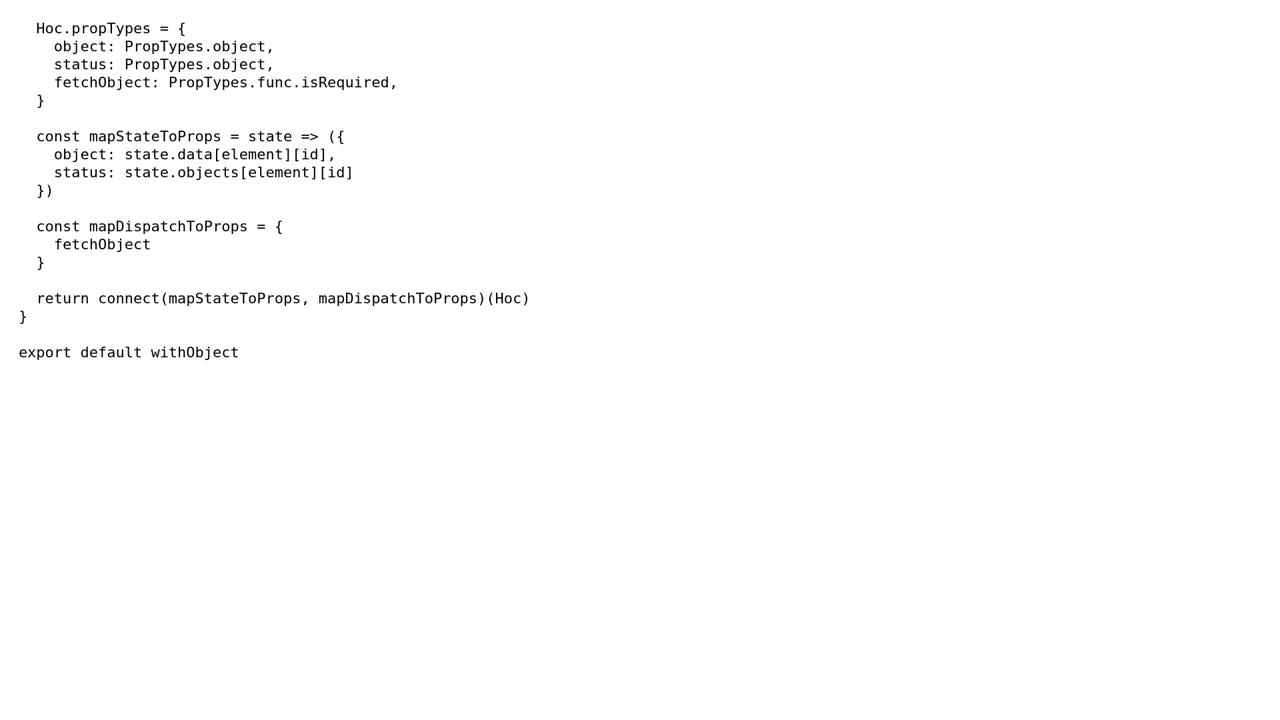 Hoc.propTypes = {
    object: PropTypes.object,
    status: PropTypes.object,
    fetchObject: PropTypes.func.isRequired,
  }

  const mapStateToProps = state => ({
    object: state.data[element][id],
    status: state.objects[element][id]
  })

  const mapDispatchToProps = {
    fetchObject
  }

  return connect(mapStateToProps, mapDispatchToProps)(Hoc)
}

export default withObject